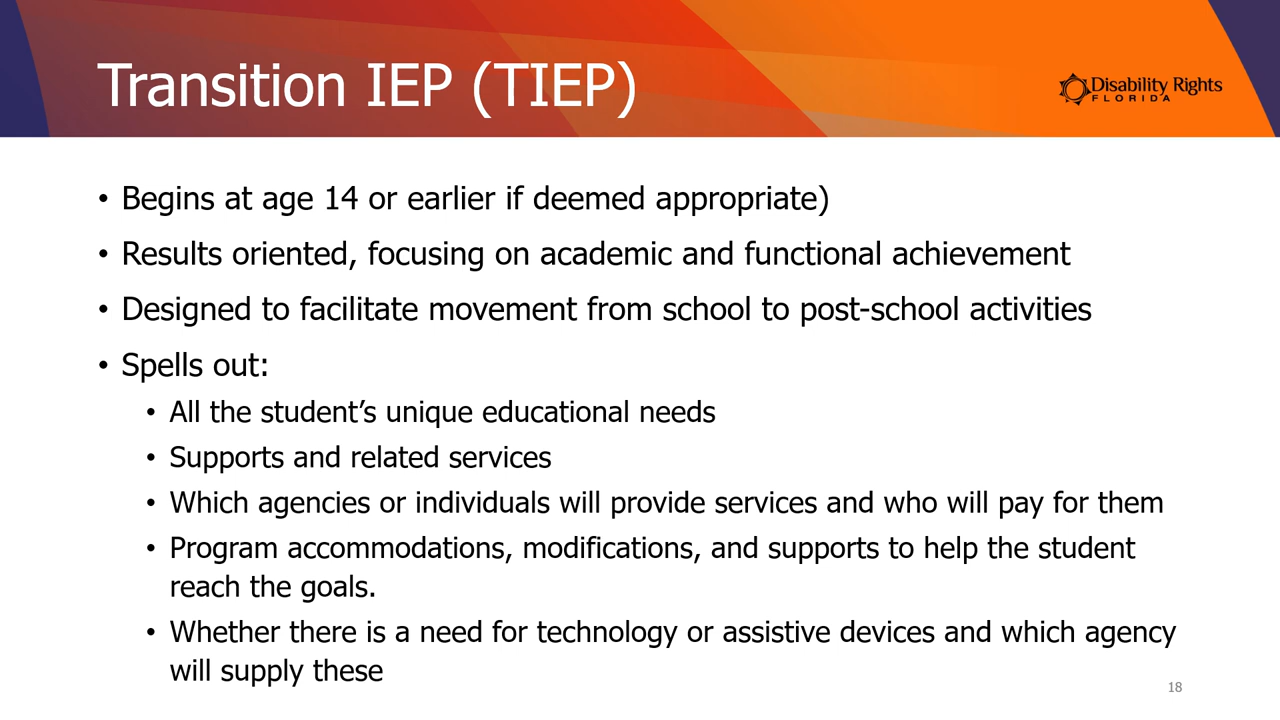 Transition IEP (TIEP)
Disability Rights
FLORIDA
• Begins at age 14 or earlier if deemed appropriate)
• Results oriented, focusing on academic and functional achievement
• Designed to facilitate movement from school to post-school activities
• Spells out:
• All the student’s unique educational needs
• Supports and related services
• Which agencies or individuals will provide services and who will pay for them
• Program accommodations, modifications, and supports to help the student
reach the goals.
• Whether there is a need for technology or assistive devices and which agency
will supply these
18